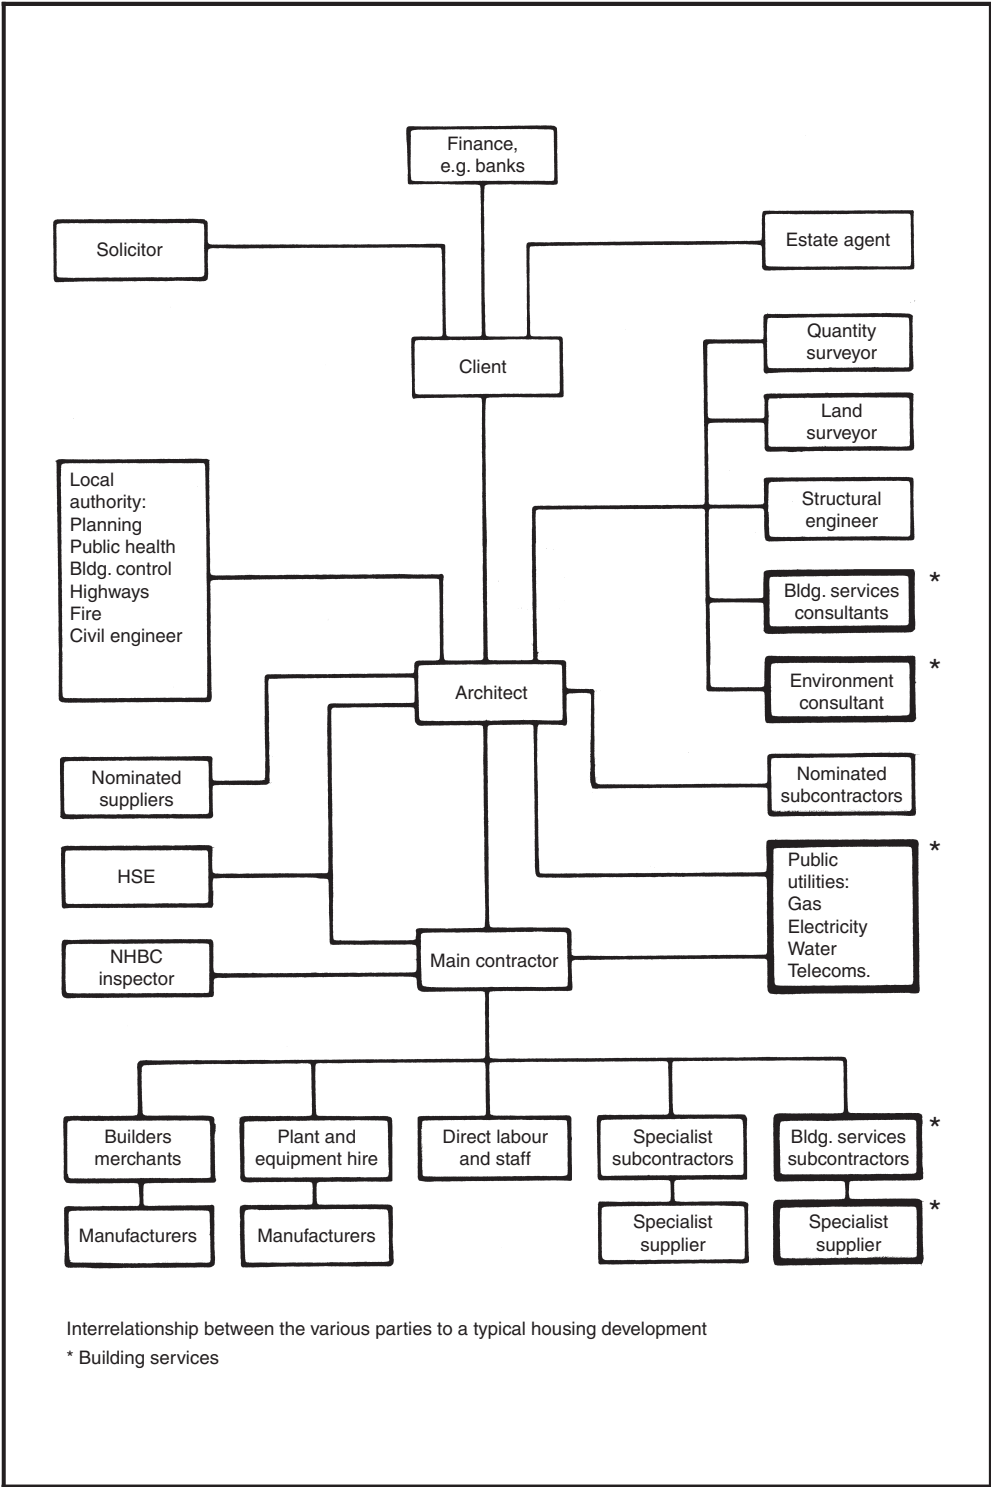 Finance,
e.g. banks
Solicitor
Estate agent
Client
Quantity
surveyor
Land
surveyor
Structural
engineer
Bldg. services
consultants
*
Environment
consultant
*
Local
authority:
Planning
Public health
Bldg. control
Highways
Fire
Civil engineer
Architect
Nominated
suppliers
Nominated
subcontractors
HSE
Public
utilities:
Gas
Electricity
Water
Telecoms.
*
NHBC
inspector
Main contractor
Builders
merchants
Plant and
equipment hire
Direct labour
and staff
Specialist
subcontractors
Bldg. services
subcontractors
*
Manufacturers
Manufacturers
Specialist
supplier
Specialist
supplier
*
Interrelationship between the various parties to a typical housing development
* Building services